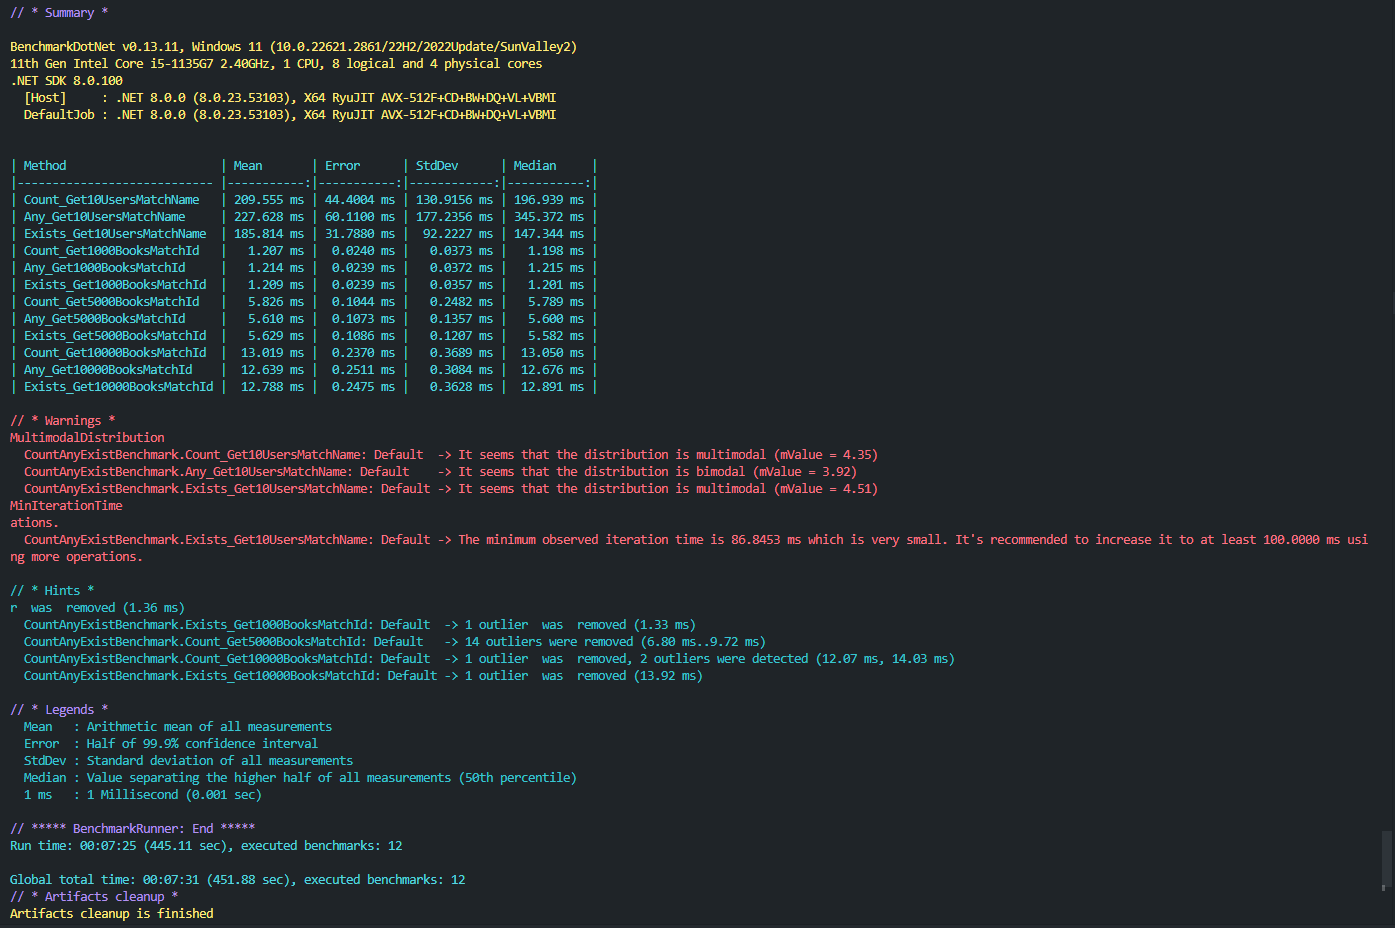 // * Summary *
BenchmarkDotNet v0.13.11, Windows 11 (10.0.22621.2861/22H2/2022Update/SunValley2)
11th Gen Intel Core i5-1135G7 2.40GHz, 1 CPU, 8 logical and 4 physical cores
.NET SDK 8.0.100
  [Host]     : .NET 8.0.0 (8.0.23.53103), X64 RyuJIT AVX-512F+CD+BW+DQ+VL+VBMI
  DefaultJob : .NET 8.0.0 (8.0.23.53103), X64 RyuJIT AVX-512F+CD+BW+DQ+VL+VBMI
| Method                      | Mean       | Error      | StdDev      | Median     |
|---------------------------- |-----------:|-----------:|------------:|-----------:|
| Count_Get10UsersMatchName   | 209.555 ms | 44.4004 ms | 130.9156 ms | 196.939 ms |
| Any_Get10UsersMatchName     | 227.628 ms | 60.1100 ms | 177.2356 ms | 345.372 ms |
| Exists_Get10UsersMatchName  | 185.814 ms | 31.7880 ms |  92.2227 ms | 147.344 ms |
| Count_Get1000BooksMatchId   |   1.207 ms |  0.0240 ms |   0.0373 ms |   1.198 ms |
| Any_Get1000BooksMatchId     |   1.214 ms |  0.0239 ms |   0.0372 ms |   1.215 ms |
| Exists_Get1000BooksMatchId  |   1.209 ms |  0.0239 ms |   0.0357 ms |   1.201 ms |
| Count_Get5000BooksMatchId   |   5.826 ms |  0.1044 ms |   0.2482 ms |   5.789 ms |
| Any_Get5000BooksMatchId     |   5.610 ms |  0.1073 ms |   0.1357 ms |   5.600 ms |
| Exists_Get5000BooksMatchId  |   5.629 ms |  0.1086 ms |   0.1207 ms |   5.582 ms |
| Count_Get10000BooksMatchId  |  13.019 ms |  0.2370 ms |   0.3689 ms |  13.050 ms |
| Any_Get10000BooksMatchId    |  12.639 ms |  0.2511 ms |   0.3084 ms |  12.676 ms |
| Exists_Get10000BooksMatchId |  12.788 ms |  0.2475 ms |   0.3628 ms |  12.891 ms |
// * Warnings *
MultimodalDistribution
  CountAnyExistBenchmark.Count_Get10UsersMatchName: Default  -> It seems that the distribution is multimodal (mValue = 4.35)
  CountAnyExistBenchmark.Any_Get10UsersMatchName: Default    -> It seems that the distribution is bimodal (mValue = 3.92)
  CountAnyExistBenchmark.Exists_Get10UsersMatchName: Default -> It seems that the distribution is multimodal (mValue = 4.51)
MinIterationTime
ations.
  CountAnyExistBenchmark.Exists_Get10UsersMatchName: Default -> The minimum observed iteration time is 86.8453 ms which is very small. It's recommended to increase it to at least 100.0000 ms usi
ng more operations.
// * Hints *
r  was  removed (1.36 ms)
  CountAnyExistBenchmark.Exists_Get1000BooksMatchId: Default  -> 1 outlier  was  removed (1.33 ms)
  CountAnyExistBenchmark.Count_Get5000BooksMatchId: Default   -> 14 outliers were removed (6.80 ms..9.72 ms)
  CountAnyExistBenchmark.Count_Get10000BooksMatchId: Default  -> 1 outlier  was  removed, 2 outliers were detected (12.07 ms, 14.03 ms)
  CountAnyExistBenchmark.Exists_Get10000BooksMatchId: Default -> 1 outlier  was  removed (13.92 ms)
// * Legends *
  Mean   : Arithmetic mean of all measurements
  Error  : Half of 99.9% confidence interval
  StdDev : Standard deviation of all measurements
  Median : Value separating the higher half of all measurements (50th percentile)
  1 ms   : 1 Millisecond (0.001 sec)
// ***** BenchmarkRunner: End *****
Run time: 00:07:25 (445.11 sec), executed benchmarks: 12
Global total time: 00:07:31 (451.88 sec), executed benchmarks: 12
// * Artifacts cleanup *
Artifacts cleanup is finished